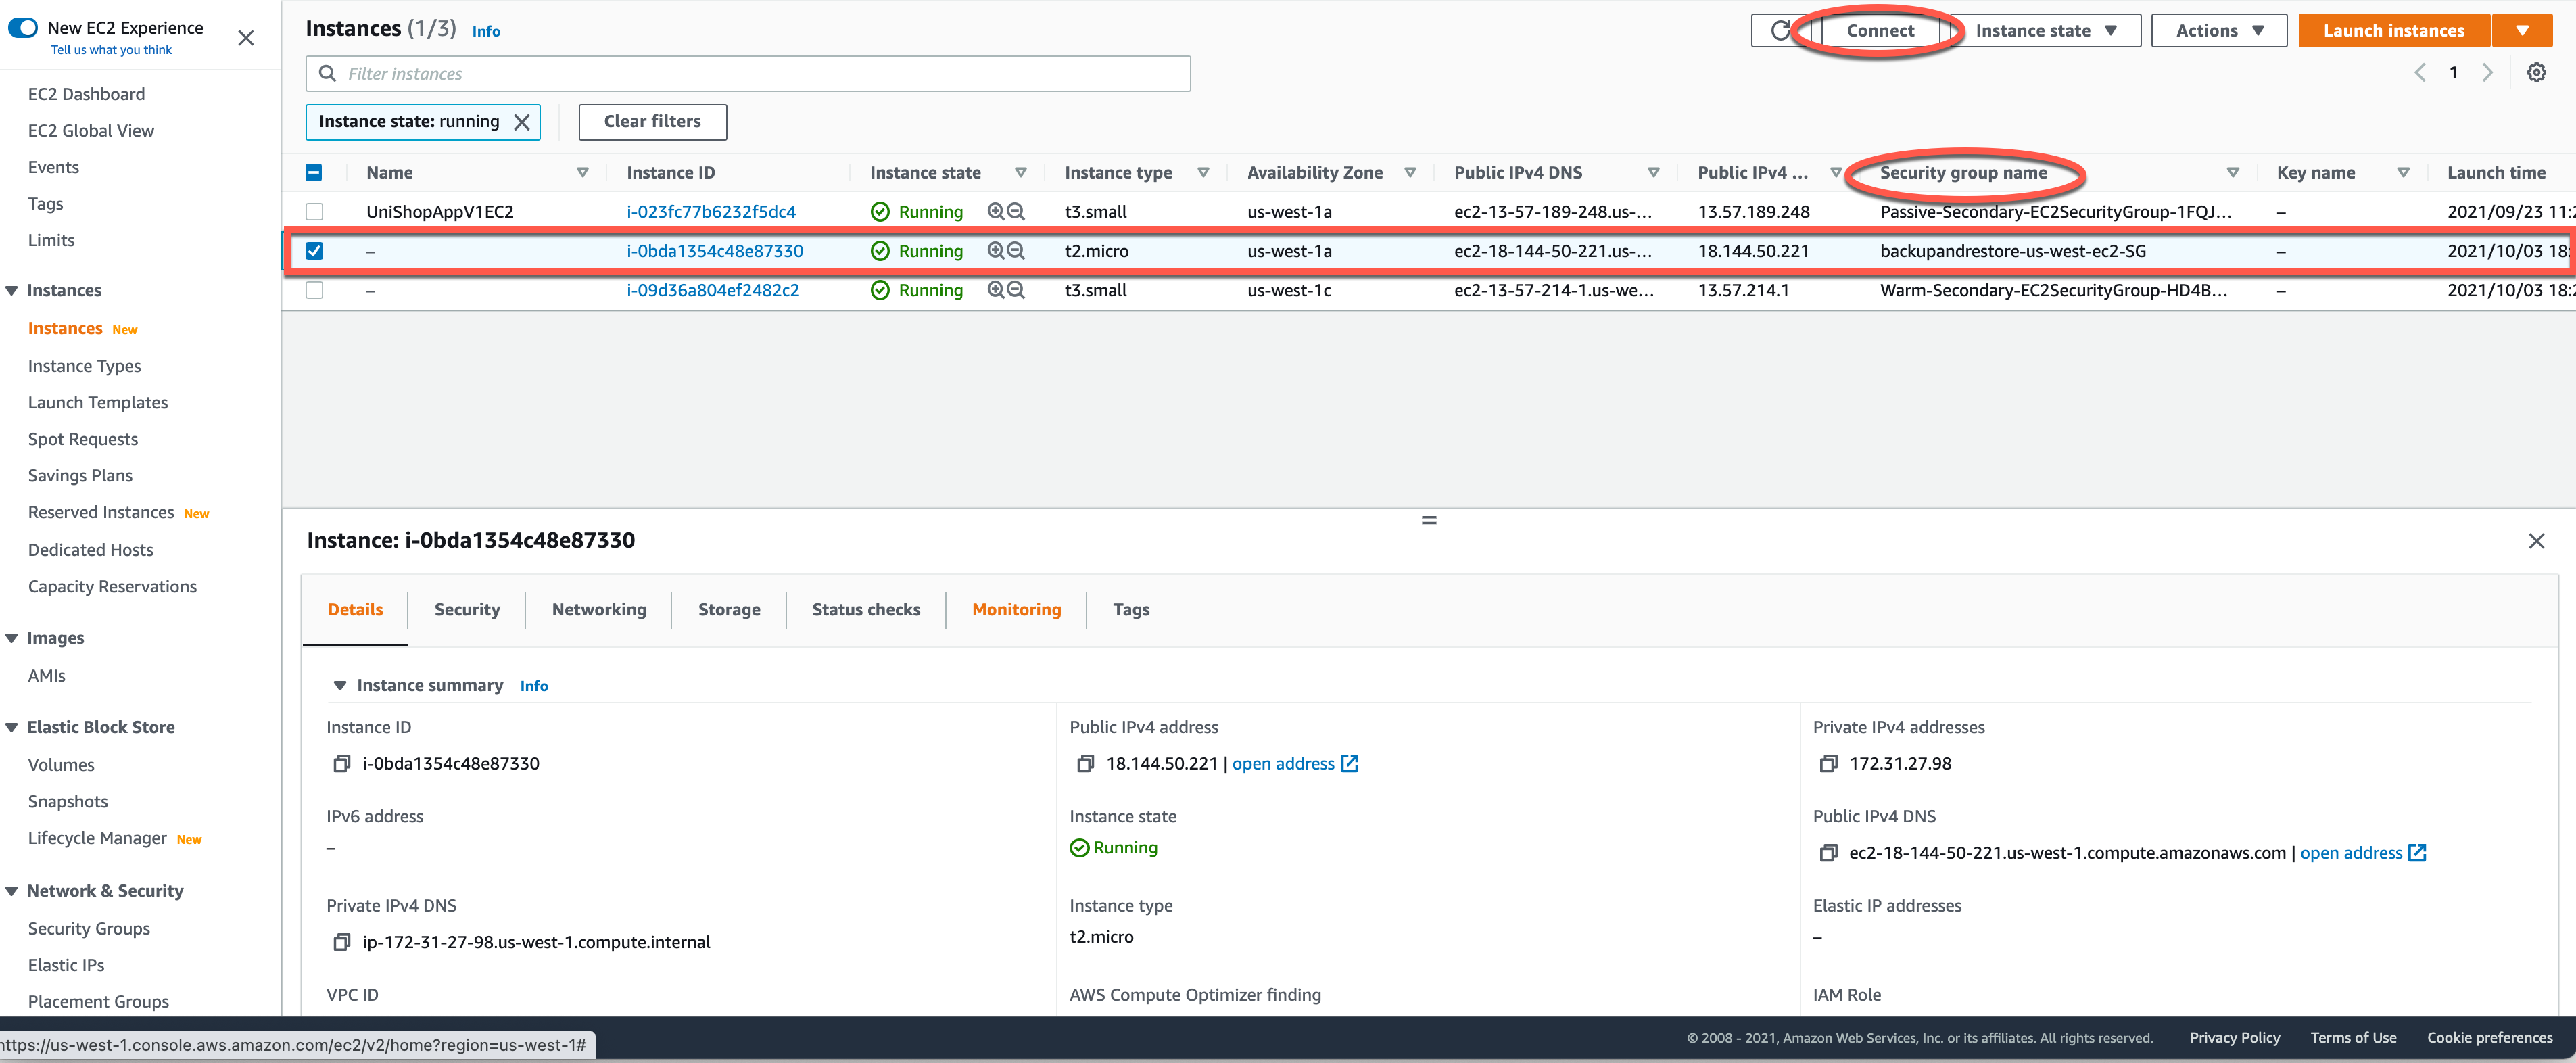 New EC2 Experience
Tell us what you think
EC2 Dashboard
EC2 Global View
Events
Tags
Limits
Instances
Instances New
Instance Types
Launch Templates
Spot Requests
Savings Plans
Reserved Instances New
Dedicated Hosts
Capacity Reservations
Images
AMIs
Elastic Block Store
Volumes
Snapshots
Lifecycle Manager New
Network & Security
Security Groups
Elastic IPs
Placement Groups
Instances (1/3) Info
Connect Instance state Actions Launch instances
Filter instances
1
Instance state: running Clear filters
Name Instance ID Instance state Instance type Availability Zone Public IPv4 DNS Public IPv4 ... Security group name Key name Launch time
UniShopAppV1EC2 i-023fc77b6232f5dc4 Running t3.small us-west-1a ec2-13-57-189-248.us-... 13.57.189.248 Passive-Secondary-EC2SecurityGroup-1FQJ... – 2021/09/23 11:2
– i-0bda1354c48e87330 Running t2.micro us-west-1a ec2-18-144-50-221.us-... 18.144.50.221 backupandrestore-us-west-ec2-SG – 2021/10/03 18:
– i-09d36a804ef2482c2 Running t3.small us-west-1c ec2-13-57-214-1.us-we... 13.57.214.1 Warm-Secondary-EC2SecurityGroup-HD4B... – 2021/10/03 18:2
Instance: i-0bda1354c48e87330
Details Security Networking Storage Status checks Monitoring Tags
Instance summary Info
Instance ID Public IPv4 address Private IPv4 addresses
i-0bda1354c48e87330 18.144.50.221 | open address 172.31.27.98
IPv6 address Instance state Public IPv4 DNS
– Running ec2-18-144-50-221.us-west-1.compute.amazonaws.com | open address
Private IPv4 DNS Instance type Elastic IP addresses
ip-172-31-27-98.us-west-1.compute.internal t2.micro –
VPC ID AWS Compute Optimizer finding IAM Role
https://us-west-1.console.aws.amazon.com/ec2/v2/home?region=us-west-1#
© 2008 - 2021, Amazon Web Services, Inc. or its affiliates. All rights reserved. Privacy Policy Terms of Use Cookie preferences